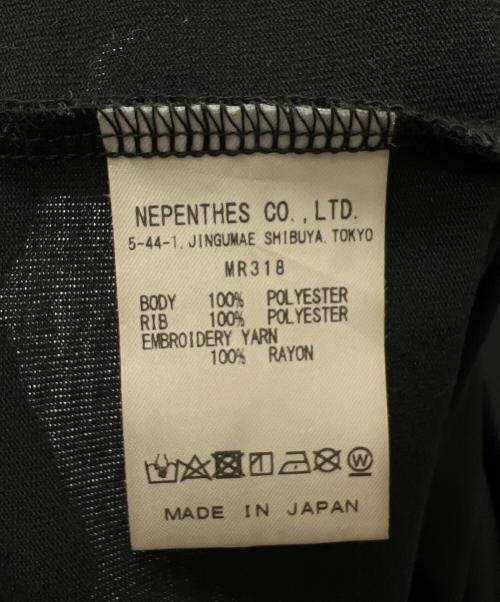 NEPENTHES CO.,LTD.
5-44-1, JINGUMAE SHIBUYA, TOKYO
MR318
BODY 100% POLYESTER
RIB 100% POLYESTER
EMBROIDERY YARN
100% RAYON
W
MADE IN JAPAN